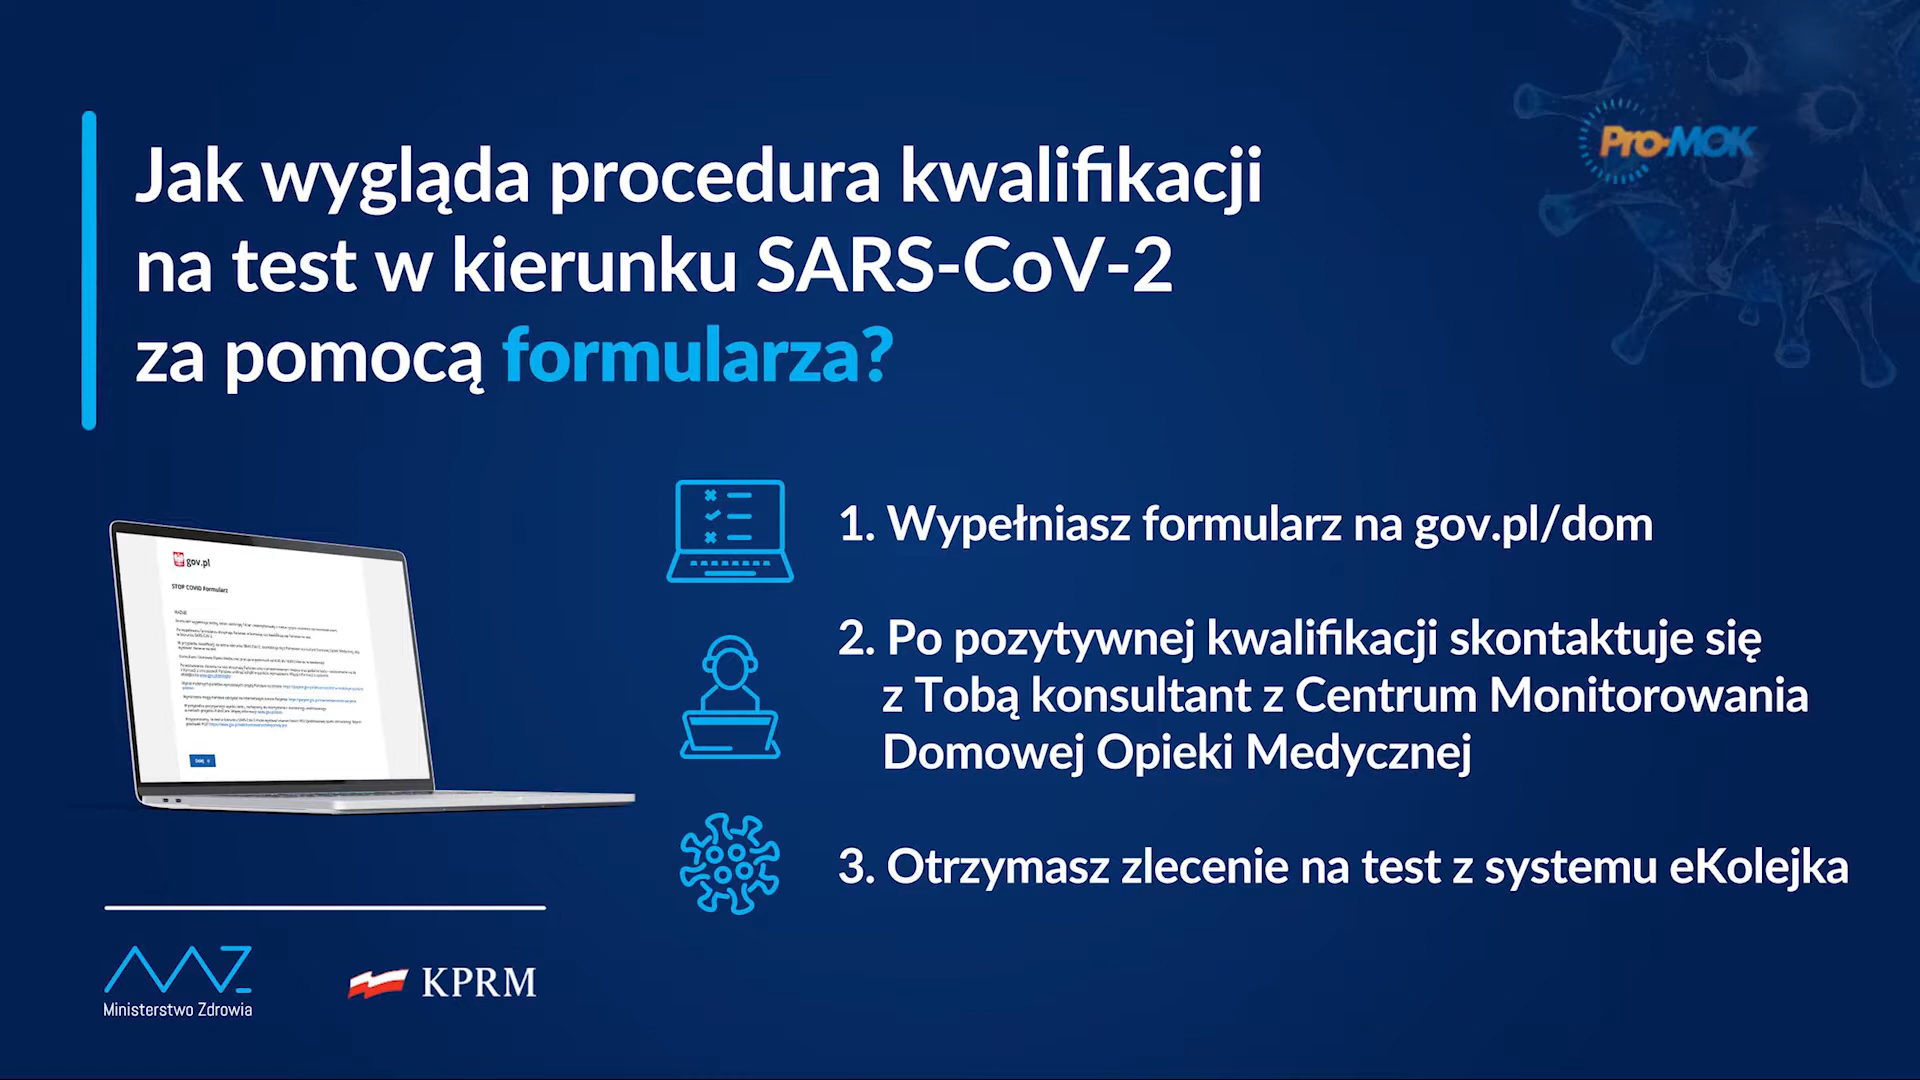 Pro-MOK
Jak wygląda procedura kwalifikacji
na test w kierunku SARS-CoV-2
za pomocą formularza?
gov.pl
STOP COVID Formularz
1. Wypełniasz formularz na gov.pl/dom
2. Po pozytywnej kwalifikacji skontaktuje się
z Tobą konsultant z Centrum Monitorowania
Domowej Opieki Medycznej
3. Otrzymasz zlecenie na test z systemu eKolejka
Ministerstwo Zdrowia
KPRM